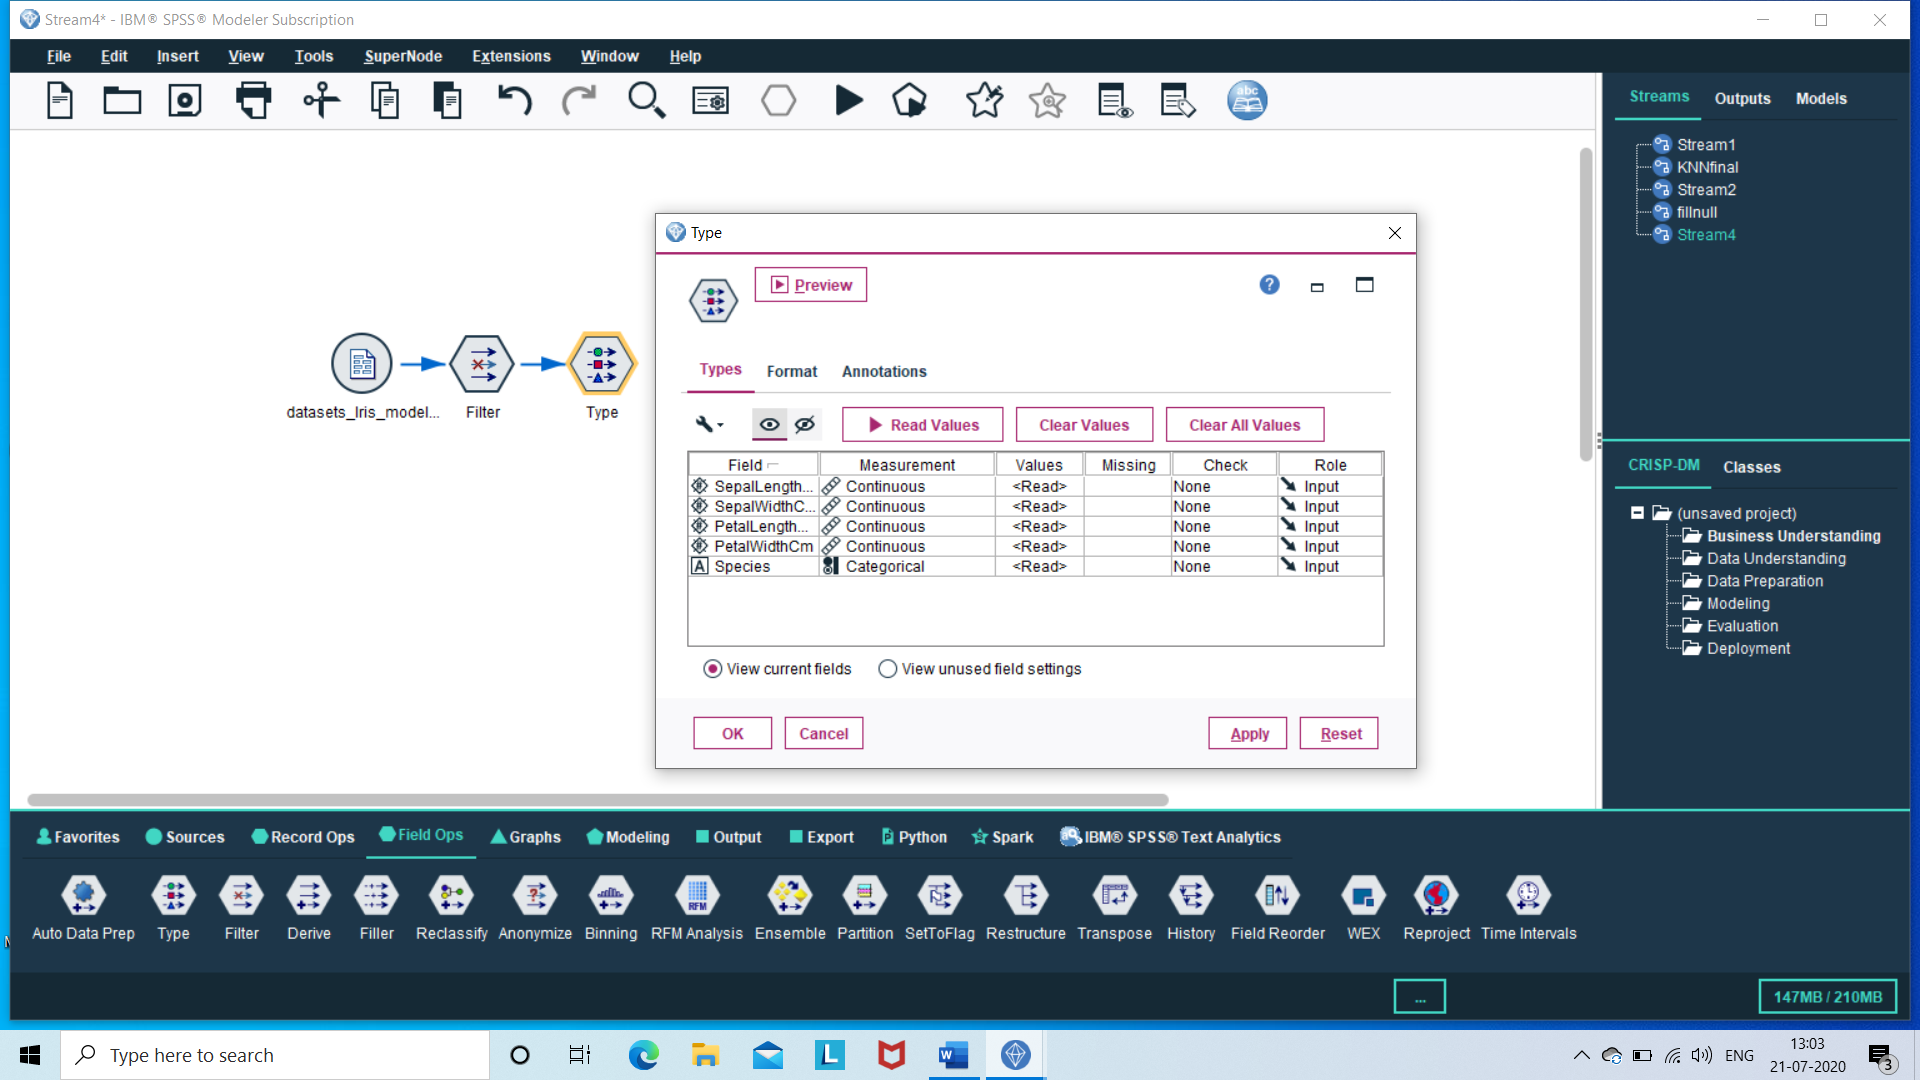 Stream4* - IBM® SPSS® Modeler Subscription
File Edit Insert View Tools SuperNode Extensions Window Help
abc
Streams Outputs Models
Stream1
KNNfinal
Stream2
fillnull
Stream4
Type
Preview
?
Types Format Annotations
Read Values Clear Values Clear All Values
Field Measurement Values Missing Check Role
SepalLength... Continuous <Read> None Input
SepalWidthC... Continuous <Read> None Input
PetalLength... Continuous <Read> None Input
PetalWidthCm Continuous <Read> None Input
A Species Categorical <Read> None Input
View current fields View unused field settings
OK Cancel Apply Reset
datasets_Iris_model... Filter Type
CRISP-DM Classes
(unsaved project)
Business Understanding
Data Understanding
Data Preparation
Modeling
Evaluation
Deployment
Favorites Sources Record Ops Field Ops Graphs Modeling Output Export Python Spark IBM® SPSS® Text Analytics
RFM
Auto Data Prep Type Filter Derive Filler Reclassify Anonymize Binning RFM Analysis Ensemble Partition SetToFlag Restructure Transpose History Field Reorder WEX Reproject Time Intervals
... 147MB / 210MB
Type here to search
L W
ENG
13:03
21-07-2020
3